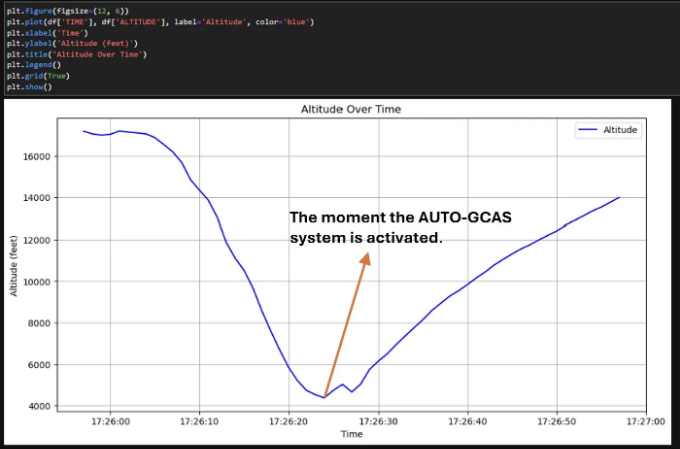 plt.figure(figsize=(12, 6))
plt.plot(df['TIME'], df['ALTITUDE'], label='Altitude', color='blue')
plt.xlabel('Time')
plt.ylabel('Altitude (feet)')
plt.title('Altitude Over Time')
plt.legend()
plt.grid(True)
plt.show()
Altitude Over Time
Altitude
16000
14000
12000
10000
8000
6000
4000
Altitude (feet)
The moment the AUTO-GCAS
system is activated.
17:26:00
17:26:10
17:26:20
17:26:30
17:26:40
17:26:50
17:27:00
Time